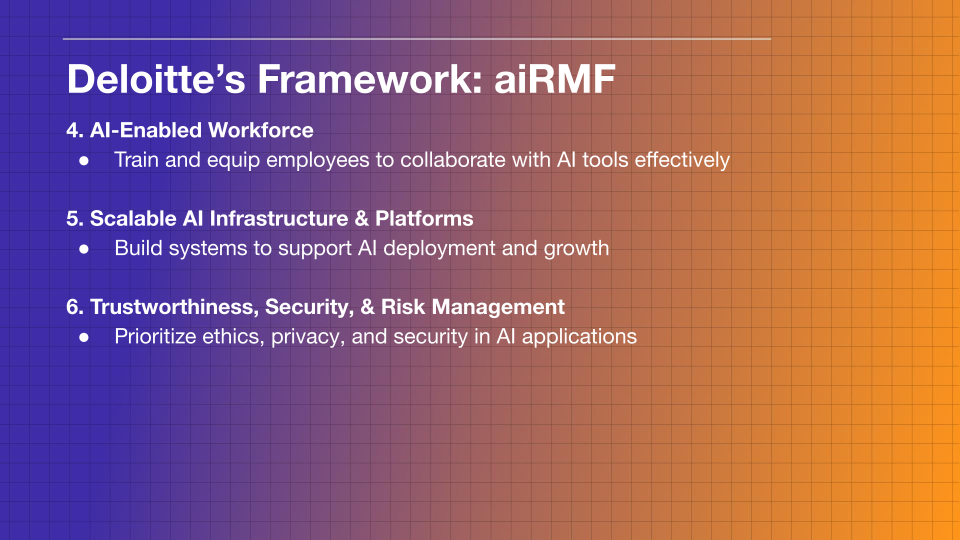 Deloitte’s Framework: aiRMF
4. AI-Enabled Workforce
● Train and equip employees to collaborate with AI tools effectively
5. Scalable AI Infrastructure & Platforms
● Build systems to support AI deployment and growth
6. Trustworthiness, Security, & Risk Management
● Prioritize ethics, privacy, and security in AI applications